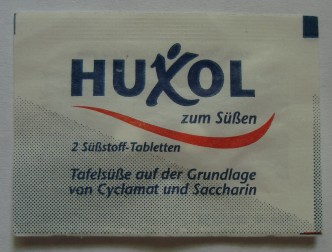 HUXOL
zum Süßen
2 Süßstoff-Tabletten
Tafelsüße auf der Grundlage
von Cyclamat und Saccharin